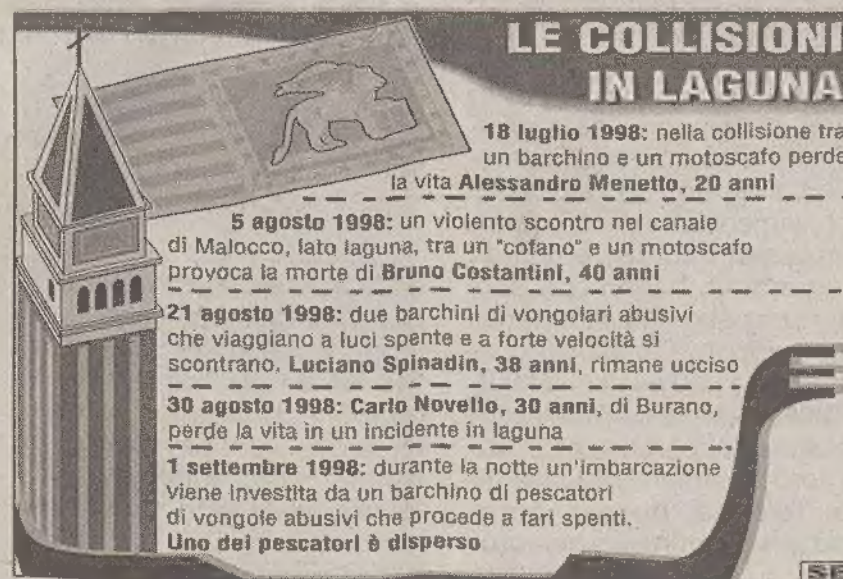 LE COLLISIONI
IN LAGUNA
18 luglio 1998: nella collisione tra
un barchino e un motoscafo perde
la vita Alessandro Menetto, 20 anni
5 agosto 1998: un violento scontro nel canale
di Malocco, lato laguna, tra un "cofano" e un motoscafo
provoca la morte di Bruno Costantini, 40 anni
21 agosto 1998: due barchini di vongolari abusivi
che viaggiano a luci spente e a forte velocità si
scontrano. Luciano Spinadin, 38 anni, rimane ucciso
30 agosto 1998: Carlo Novello, 30 anni, di Burano,
perde la vita in un incidente in laguna
1 settembre 1998: durante la notte un'imbarcazione
viene investita da un barchino di pescatori
di vongole abusivi che procede a fari spenti.
Uno dei pescatori è disperso